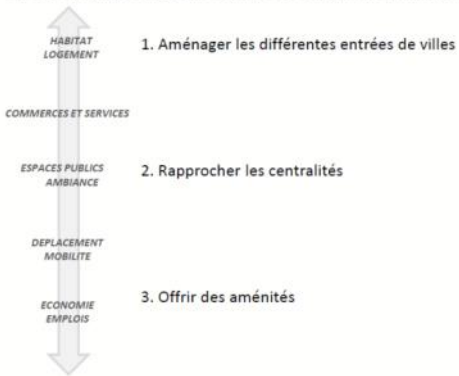 HABITAT
LOGEMENT
1. Aménager les différentes entrées de villes
COMMERCES ET SERVICES
ESPACES PUBLICS
AMBIANCE
2. Rapprocher les centralités
DEPLACEMENT
MOBILITE
ECONOMIE
EMPLOIS
3. Offrir des aménités